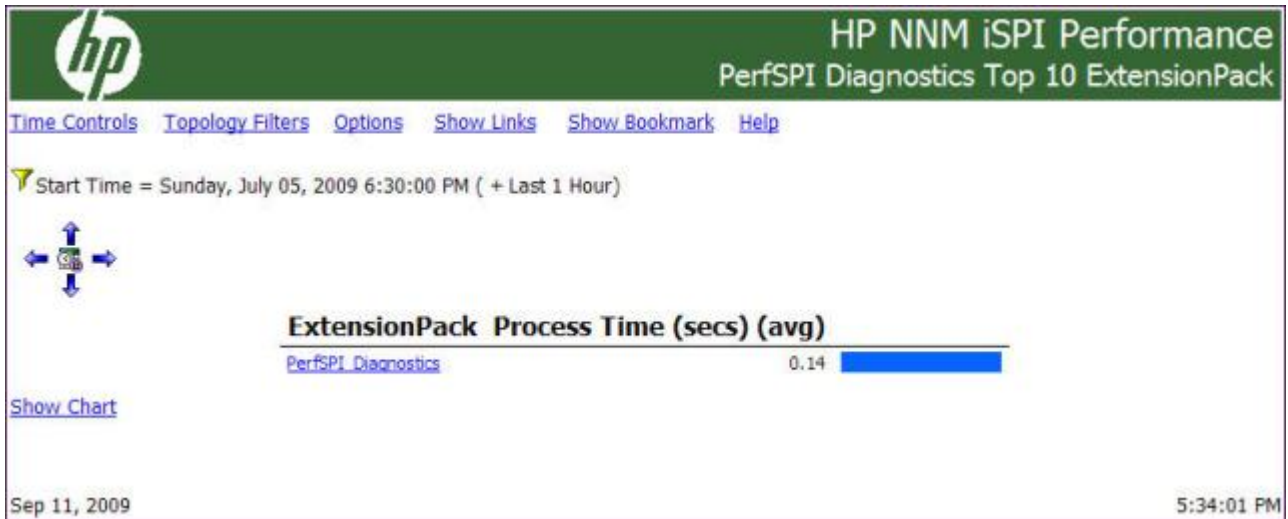 hp
HP NNM iSPI Performance
PerfSPI Diagnostics Top 10 ExtensionPack
Time Controls Topology Filters Options Show Links Show Bookmark Help
Start Time = Sunday, July 05, 2009 6:30:00 PM ( + Last 1 Hour)
ExtensionPack Process Time (secs) (avg)
PerfSPI_Diagnostics 0.14
Show Chart
Sep 11, 2009 5:34:01 PM